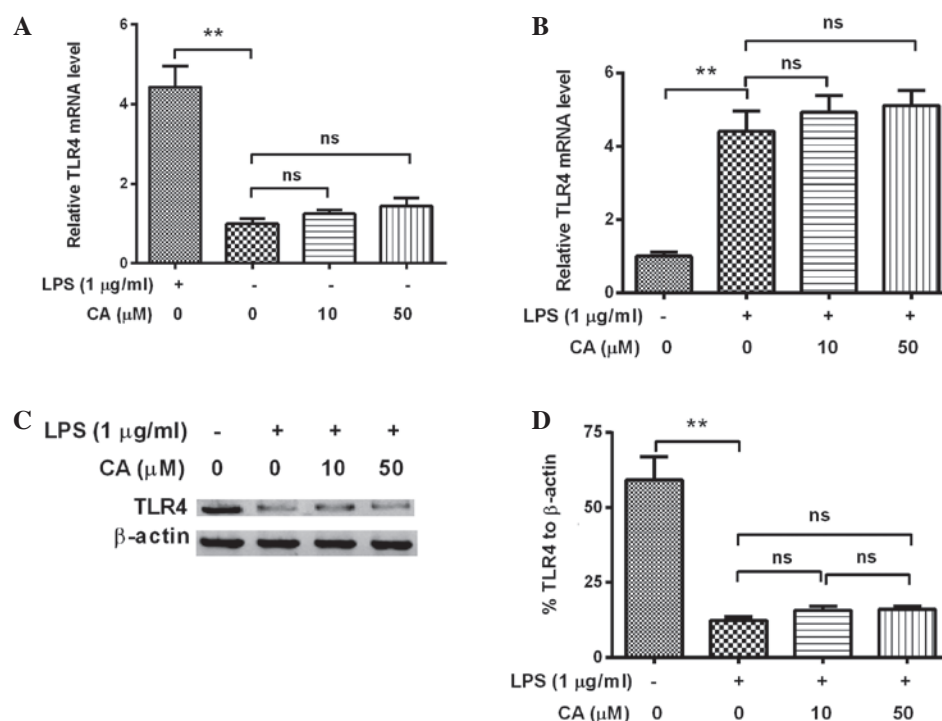 A
Relative TLR4 mRNA level
6
4
2
0
**
ns
ns
LPS (1 μg/ml) + - - -
CA (μM) 0 0 10 50
B
Relative TLR4 mRNA level
6
4
2
0
**
ns
ns
LPS (1 μg/ml) - + + +
CA (μM) 0 0 10 50
C
LPS (1 μg/ml) - + + +
CA (μM) 0 0 10 50
TLR4
β-actin
D
% TLR4 to β-actin
75
50
25
0
**
ns
ns
ns
LPS (1 μg/ml) - + + +
CA (μM) 0 0 10 50